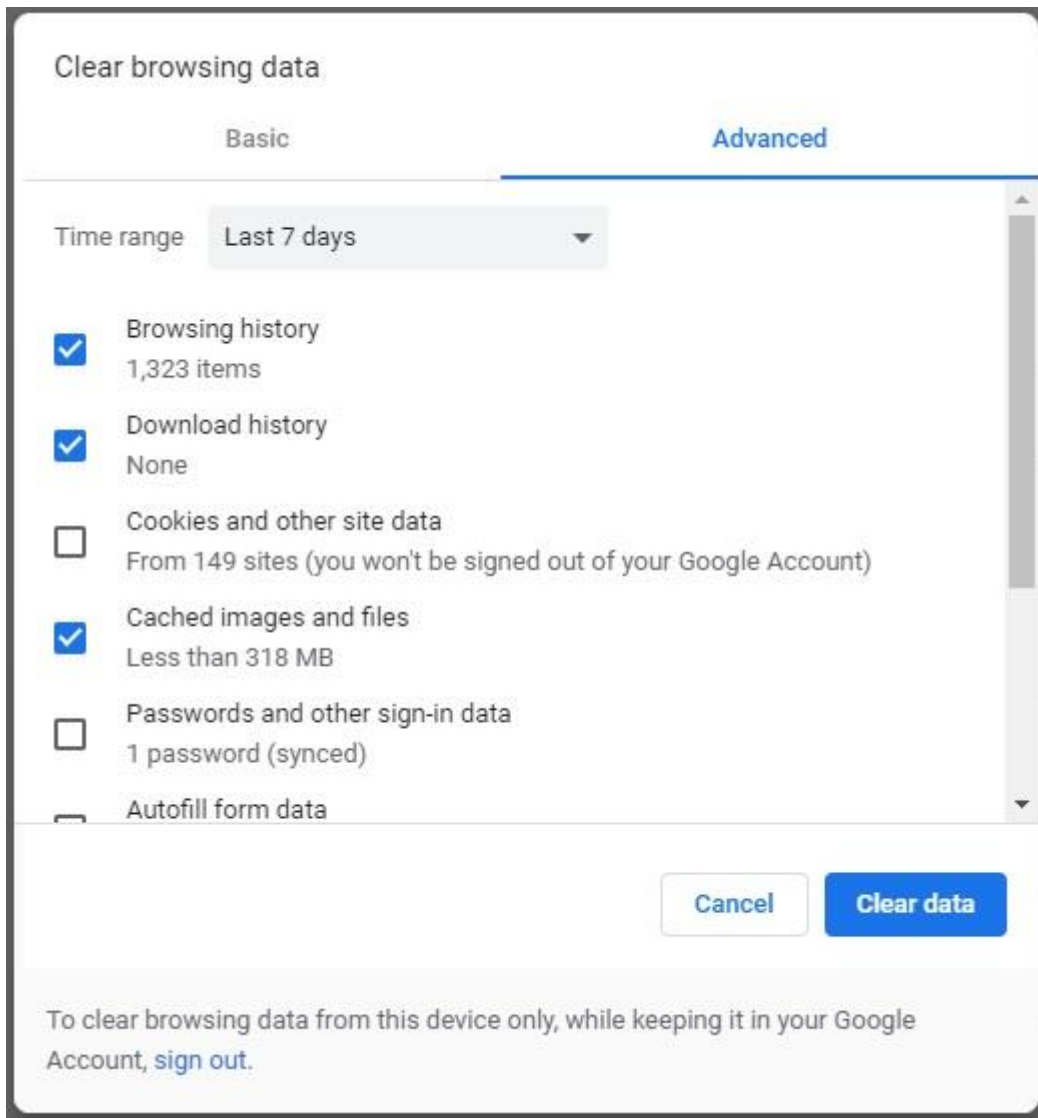 Clear browsing data
Basic
Advanced
Time range
Last 7 days
Browsing history
1,323 items
Download history
None
Cookies and other site data
From 149 sites (you won't be signed out of your Google Account)
Cached images and files
Less than 318 MB
Passwords and other sign-in data
1 password (synced)
Autofill form data
Cancel
Clear data
To clear browsing data from this device only, while keeping it in your Google
Account, sign out.